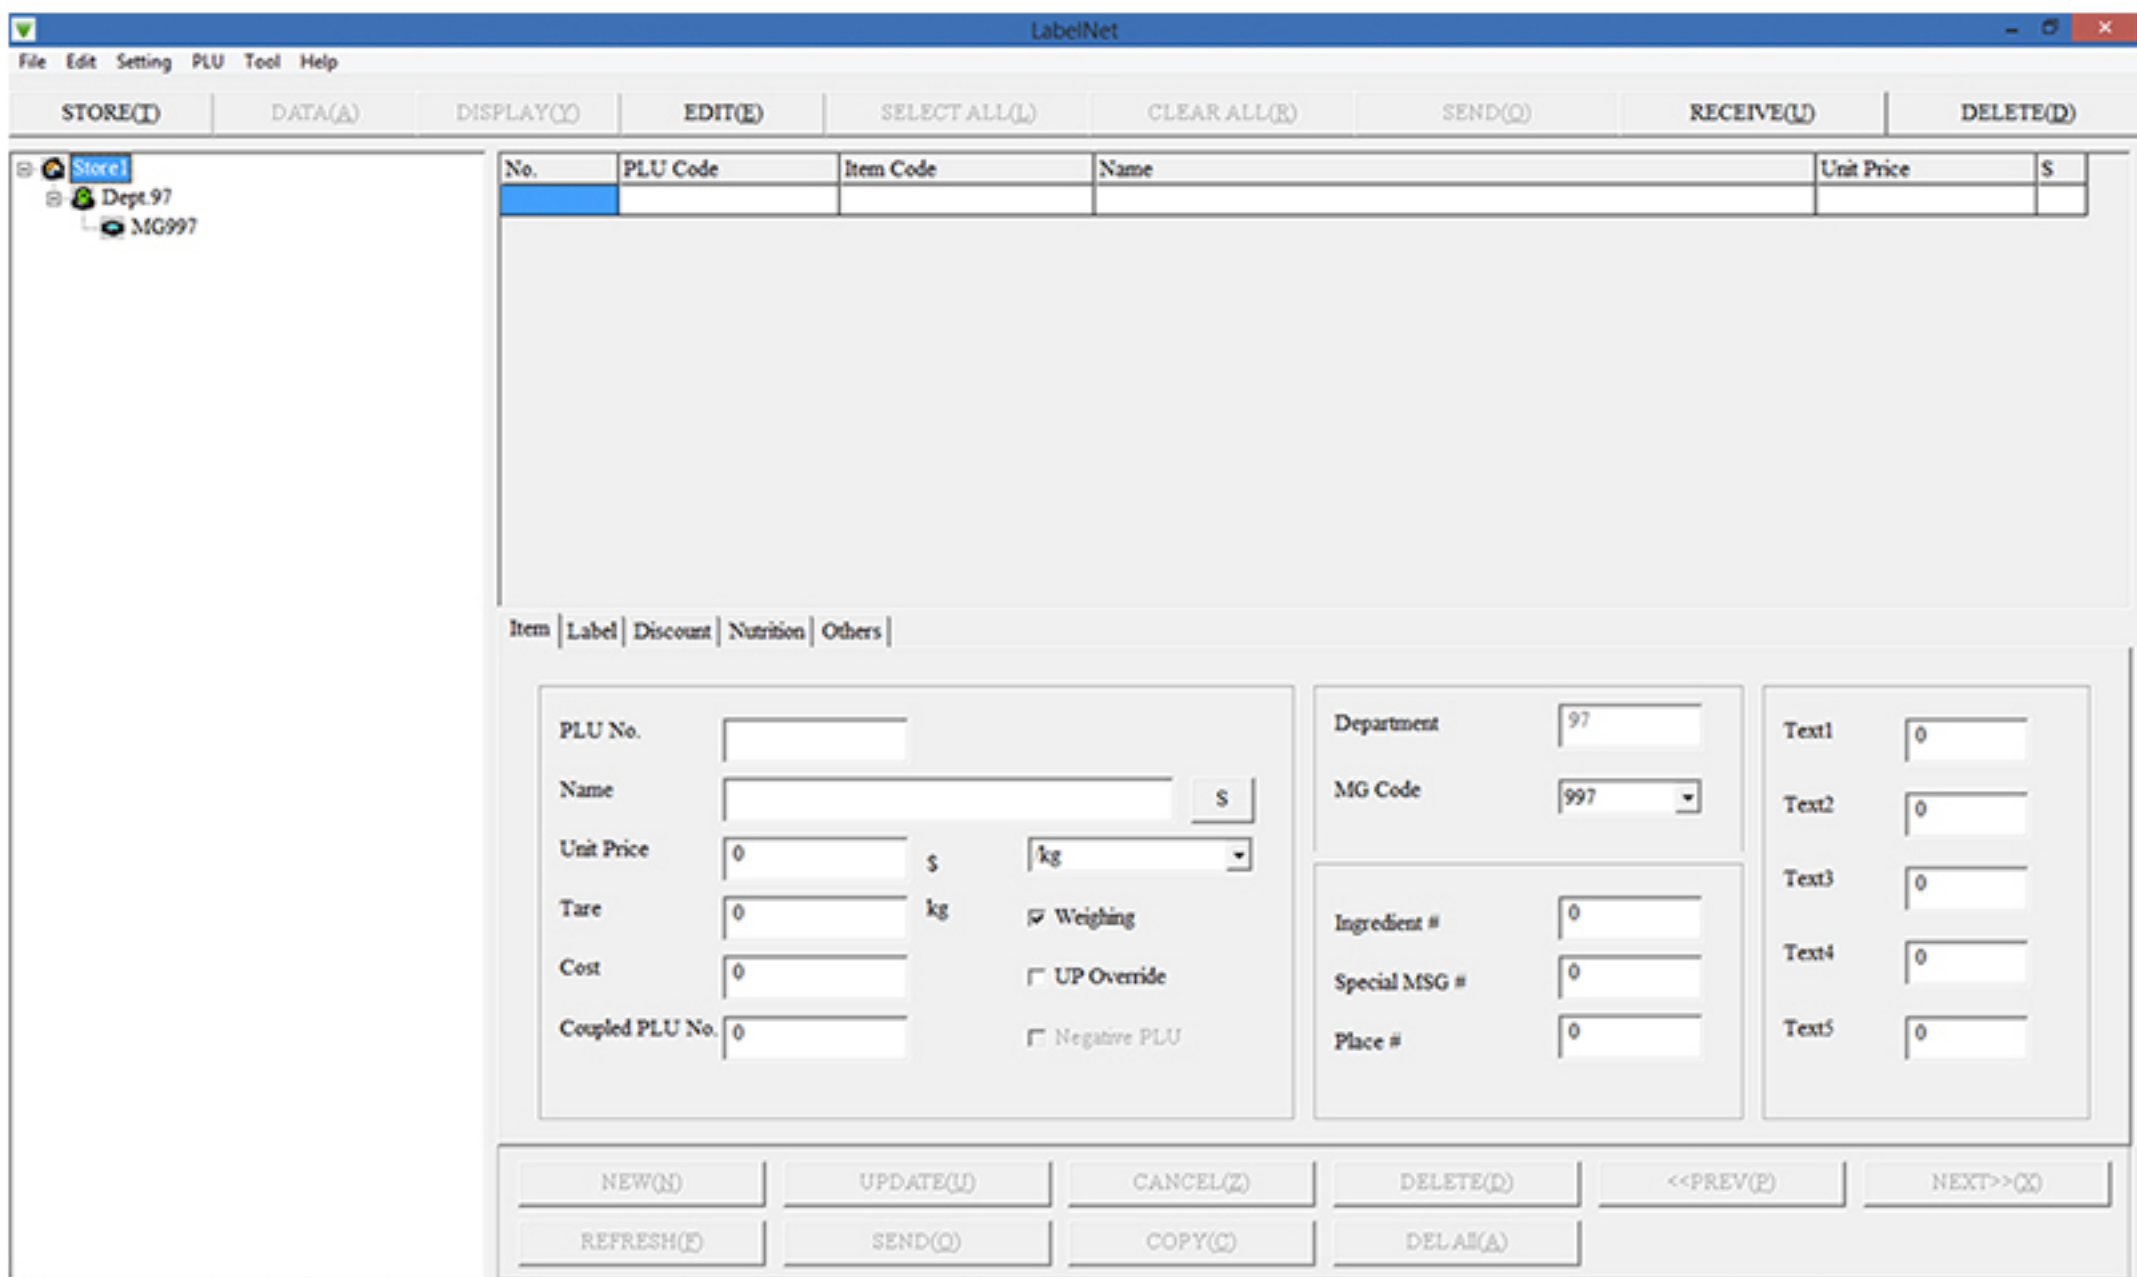 LabelNet
File Edit Setting PLU Tool Help
STORE(T) DATA(A) DISPLAY(Y) EDIT(E) SELECT ALL(L) CLEAR ALL(R) SEND(O) RECEIVE(U) DELETE(D)
Store1
Dept.97
MG997
No. PLU Code Item Code Name Unit Price S
Item Label Discount Nutrition Others
PLU No.
Name S
Unit Price 0 $ /kg
Tare 0 kg Weighing
Cost 0 UP Override
Coupled PLU No. 0 Negative PLU
Department 97
MG Code 997
Ingredient # 0
Special MSG # 0
Place # 0
Text1 0
Text2 0
Text3 0
Text4 0
Text5 0
NEW(N) UPDATE(U) CANCEL(Z) DELETE(D) <<PREV(P) NEXT>>(X)
REFRESH(F) SEND(O) COPY(C) DEL All(A)